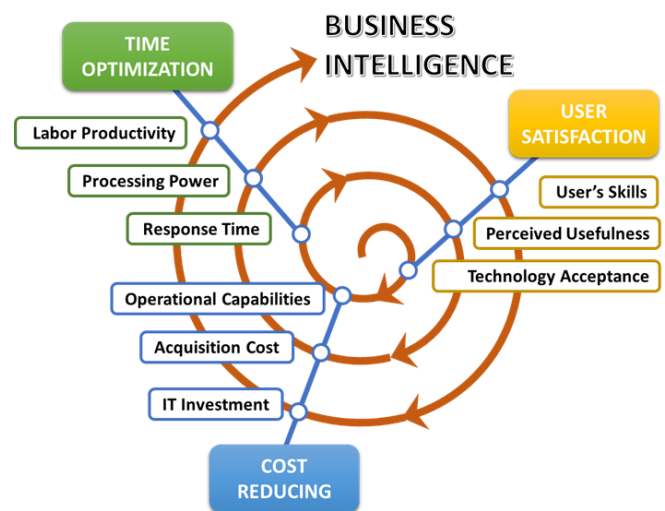 BUSINESS
INTELLIGENCE
TIME
OPTIMIZATION
Labor Productivity
Processing Power
Response Time
USER
SATISFACTION
User's Skills
Perceived Usefulness
Technology Acceptance
Operational Capabilities
Acquisition Cost
IT Investment
COST
REDUCING